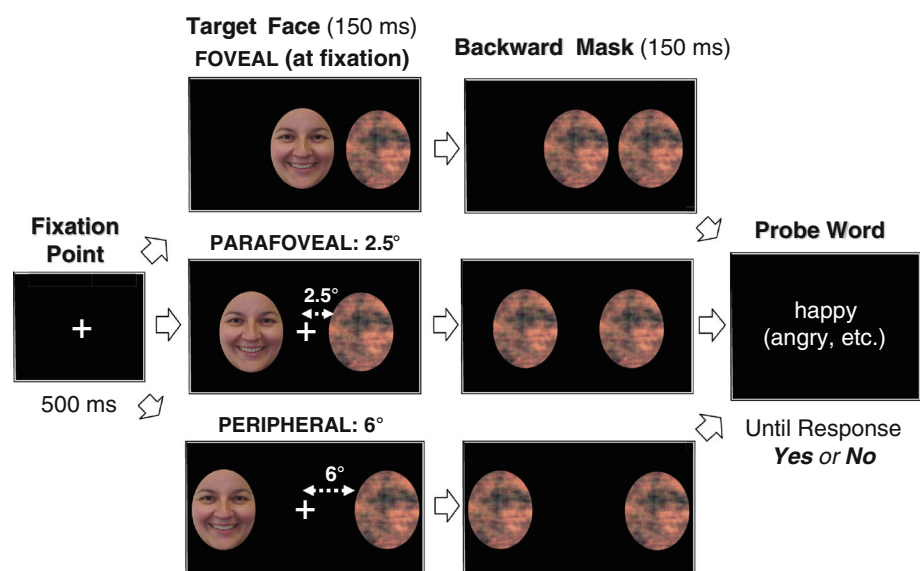 Target Face (150 ms)
FOVEAL (at fixation)
Backward Mask (150 ms)
Fixation
Point
+
500 ms
PARAFOVEAL: 2.5°
2.5°
+
PERIPHERAL: 6°
6°
+
Probe Word
happy
(angry, etc.)
Until Response
Yes or No